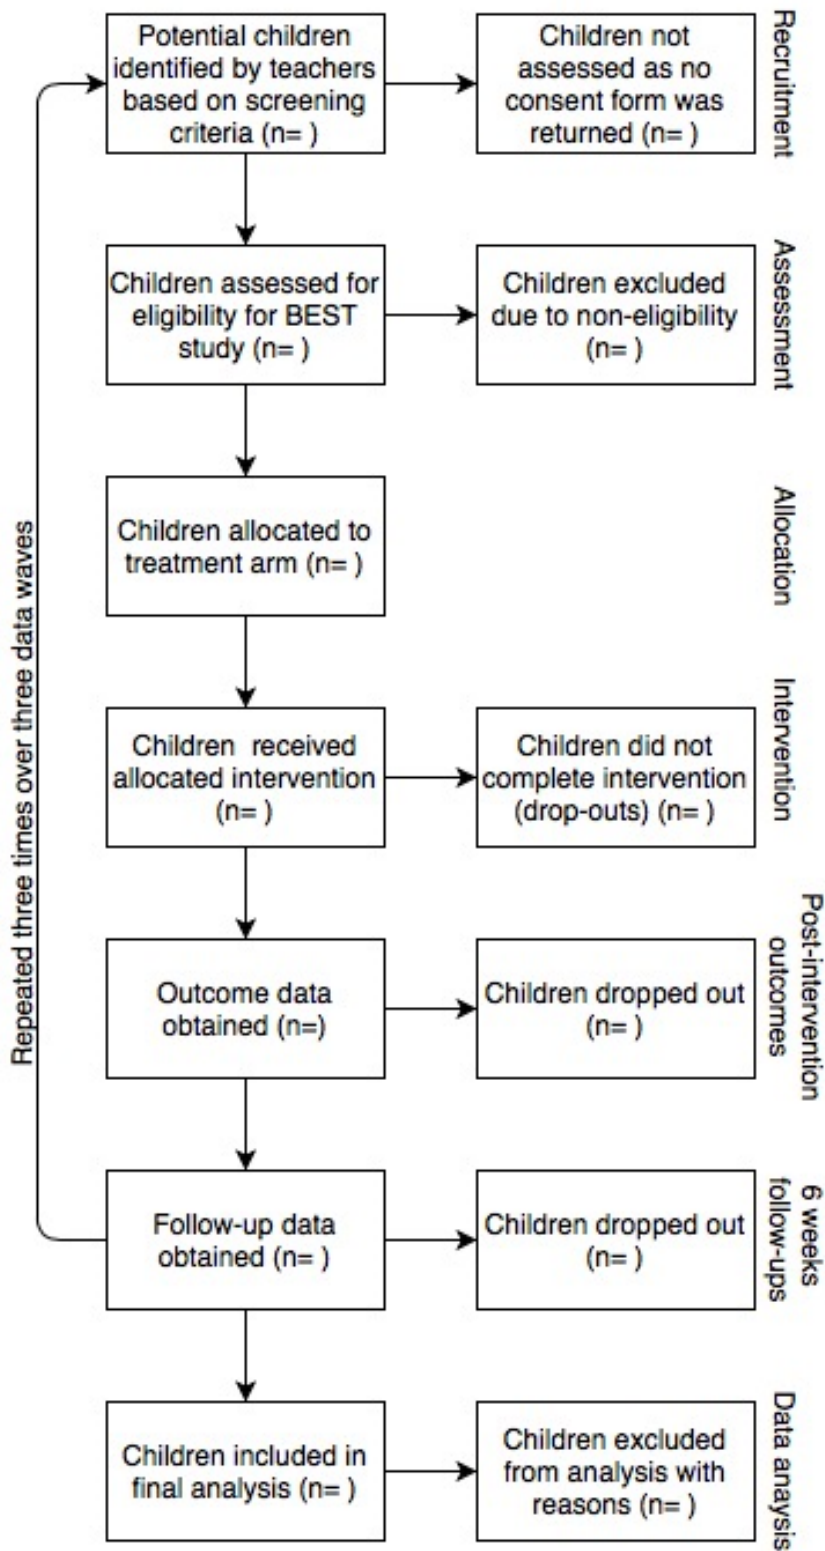 Potential children
identified by teachers
based on screening
criteria (n= )
Children not
assessed as no
consent form was
returned (n= )
Recruitment
Children assessed for
eligibility for BEST
study (n= )
Children excluded
due to non-eligibility
(n= )
Assessment
Children allocated to
treatment arm (n= )
Allocation
Children  received
allocated intervention
(n= )
Children did not
complete intervention
(drop-outs) (n= )
Intervention
Outcome data
obtained (n=)
Children dropped out
(n= )
Post-intervention
outcomes
Follow-up data
obtained (n= )
Children dropped out
(n= )
6 weeks
follow-ups
Children included in
final analysis (n= )
Children excluded
from analysis with
reasons (n= )
Data anaysis
Repeated three times over three data waves